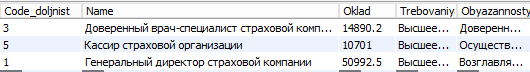 Code_doljnist Name Oklad Trebovaniy Obyazannosty
3 Доверенный врач-специалист страховой комп... 14890.2 Высшее... Доверенн...
5 Кассир страховой организации 10701 Высшее... Осуществ...
1 Генеральный директор страховой компании 50992.5 Высшее... Возглавля...